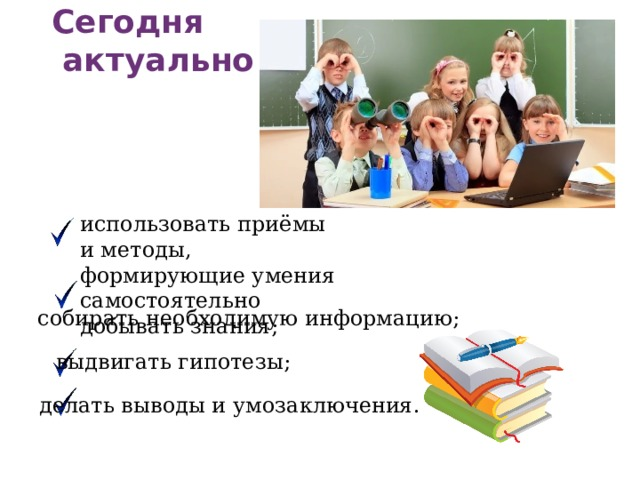 Сегодня
актуально
использовать приёмы
и методы,
формирующие умения
самостоятельно
добывать знания;
собирать необходимую информацию;
выдвигать гипотезы;
делать выводы и умозаключения.